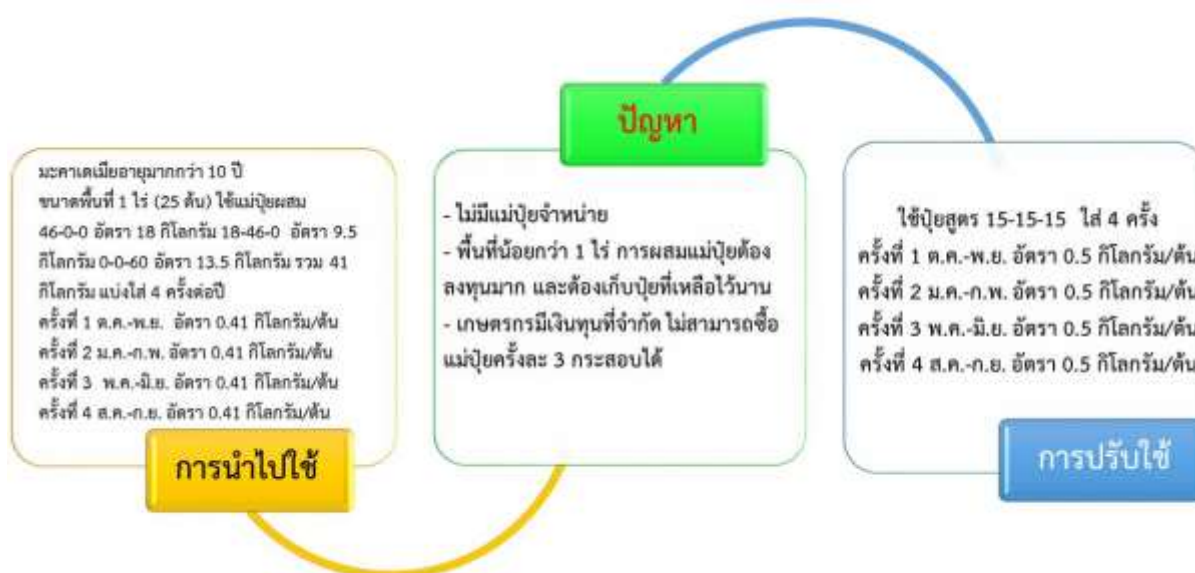 มะคาเดเมียอายุมากกว่า 10 ปี
ขนาดพื้นที่ 1 ไร่ (25 ต้น) ใช้แม่ปุ๋ยผสม
46-0-0 อัตรา 18 กิโลกรัม 18-46-0 อัตรา 9.5
กิโลกรัม 0-0-60 อัตรา 13.5 กิโลกรัม รวม 41
กิโลกรัม แบ่งใส่ 4 ครั้งต่อปี
ครั้งที่ 1 ต.ค.-พ.ย. อัตรา 0.41 กิโลกรัม/ต้น
ครั้งที่ 2 ม.ค.-ก.พ. อัตรา 0.41 กิโลกรัม/ต้น
ครั้งที่ 3 พ.ค.-มิ.ย. อัตรา 0.41 กิโลกรัม/ต้น
ครั้งที่ 4 ส.ค.-ก.ย. อัตรา 0.41 กิโลกรัม/ต้น
การนำไปใช้
ปัญหา
- ไม่มีแม่ปุ๋ยจำหน่าย
- พื้นที่น้อยกว่า 1 ไร่ การผสมแม่ปุ๋ยต้อง
ลงทุนมาก และต้องเก็บปุ๋ยที่เหลือไว้นาน
- เกษตรกรมีเงินทุนที่จำกัด ไม่สามารถซื้อ
แม่ปุ๋ยครั้งละ 3 กระสอบได้
ใช้ปุ๋ยสูตร 15-15-15 ใส่ 4 ครั้ง
ครั้งที่ 1 ต.ค.-พ.ย. อัตรา 0.5 กิโลกรัม/ต้น
ครั้งที่ 2 ม.ค.-ก.พ. อัตรา 0.5 กิโลกรัม/ต้น
ครั้งที่ 3 พ.ค.-มิ.ย. อัตรา 0.5 กิโลกรัม/ต้น
ครั้งที่ 4 ส.ค.-ก.ย. อัตรา 0.5 กิโลกรัม/ต้น
การปรับใช้